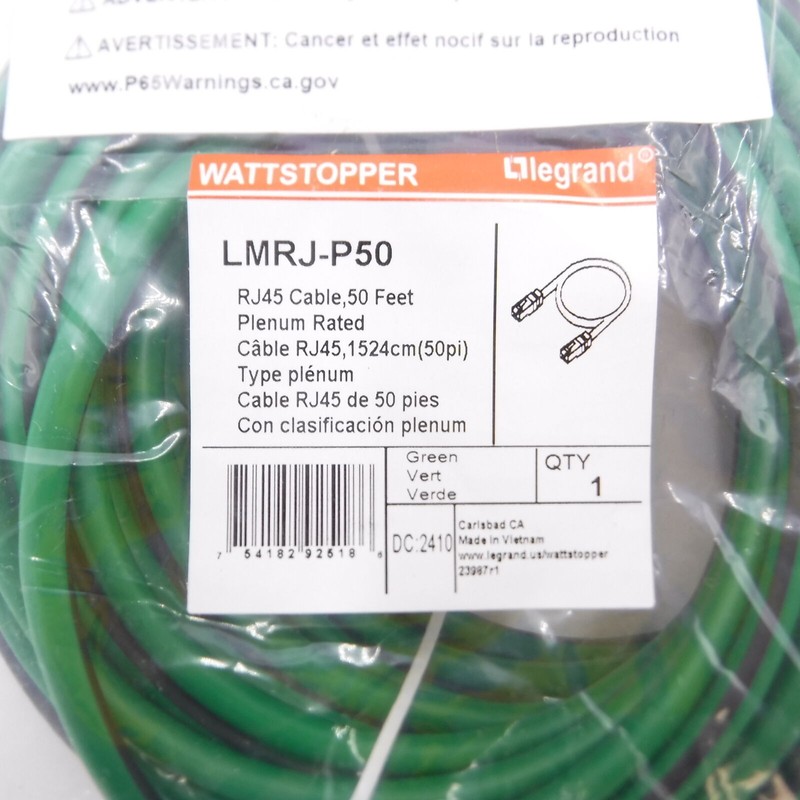 AVERTISSEMENT: Cancer et effet nocif sur la reproduction
www.P65Warnings.ca.gov
WATTSTOPPER
legrand®
LMRJ-P50
RJ45 Cable,50 Feet
Plenum Rated
Câble RJ45,1524cm(50pi)
Type plénum
Cable RJ45 de 50 pies
Con clasificación plenum
Green
Vert
Verde
QTY
1
7 54182 92518 6
DC:2410
Carlsbad CA
Made in Vietnam
www.legrand.us/wattstopper
23987r1